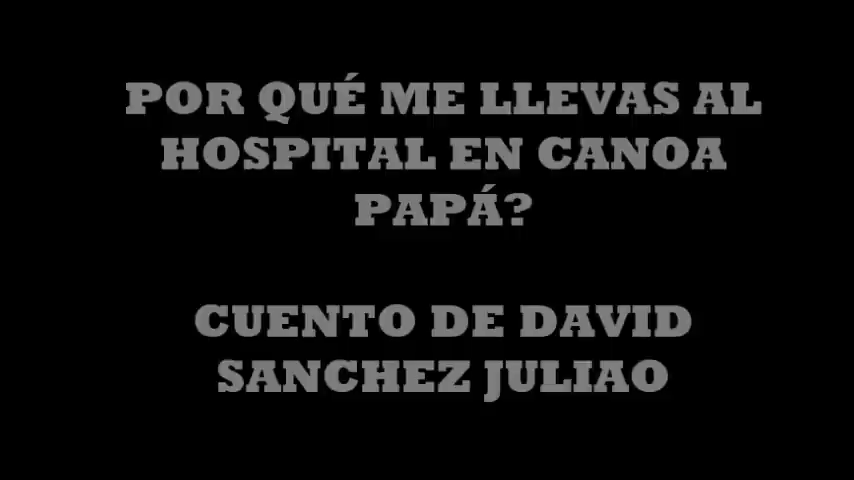 POR QUÉ ME LLEVAS AL
HOSPITAL EN CANOA
PAPÁ?
CUENTO DE DAVID
SANCHEZ JULIAO